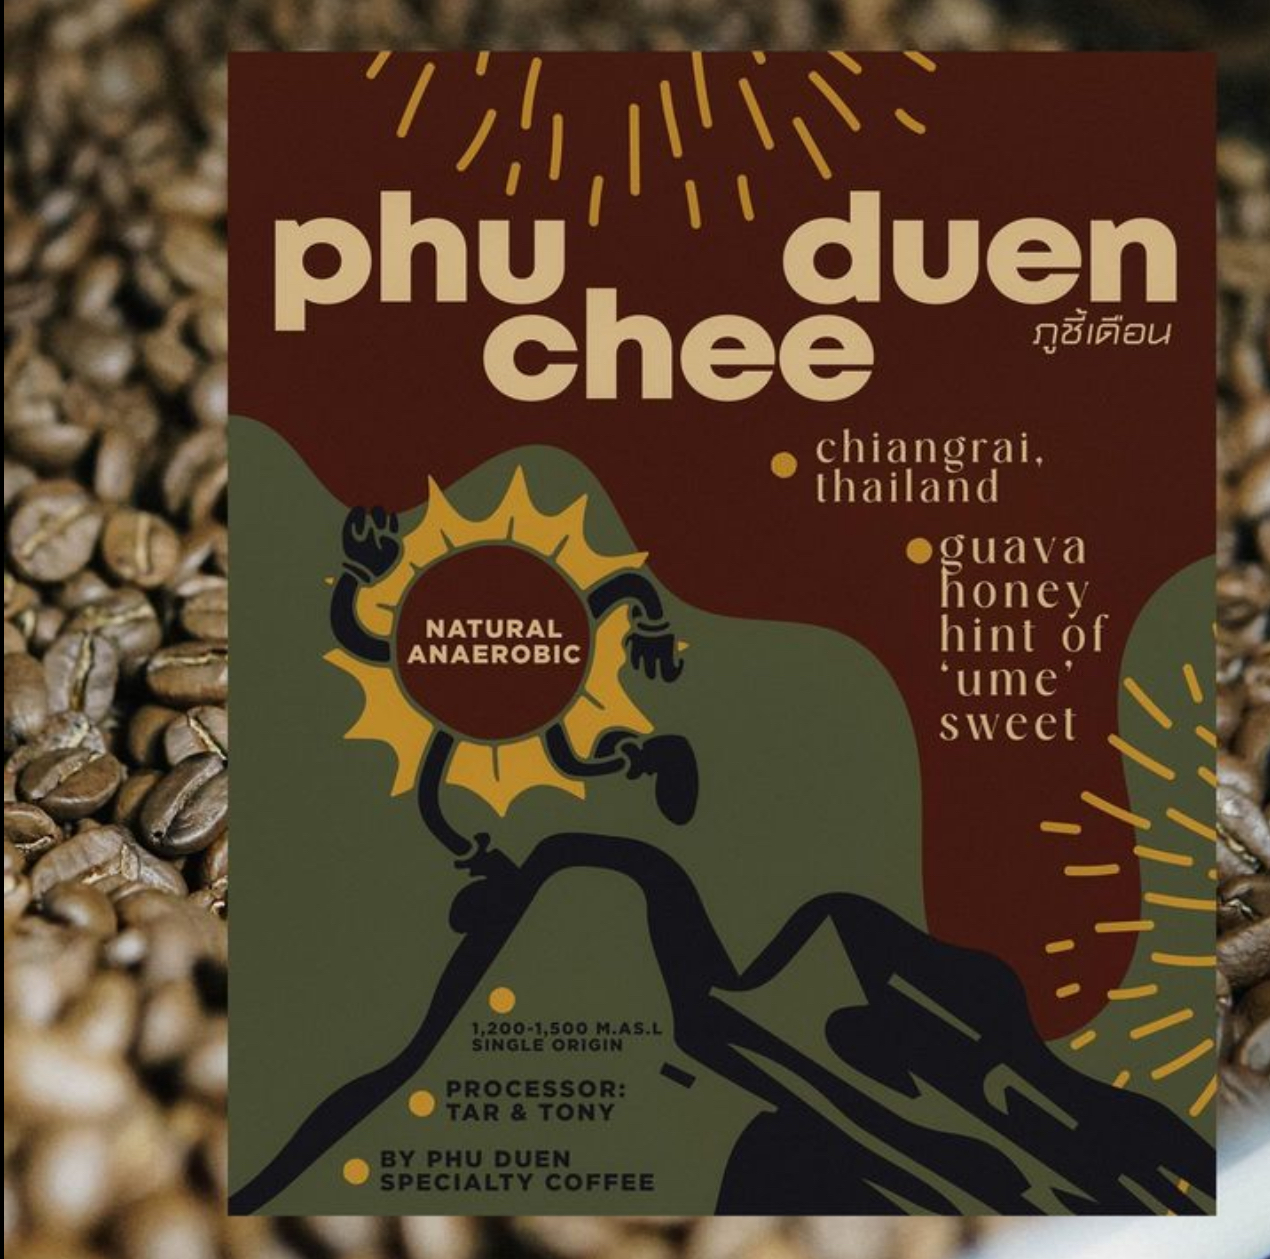 phu duen
chee
ภูชี้เดือน
chiangrai,
thailand
guava
honey
hint of
‘ume’
sweet
NATURAL
ANAEROBIC
1,200-1,500 M.AS.L
SINGLE ORIGIN
PROCESSOR:
TAR & TONY
BY PHU DUEN
SPECIALTY COFFEE